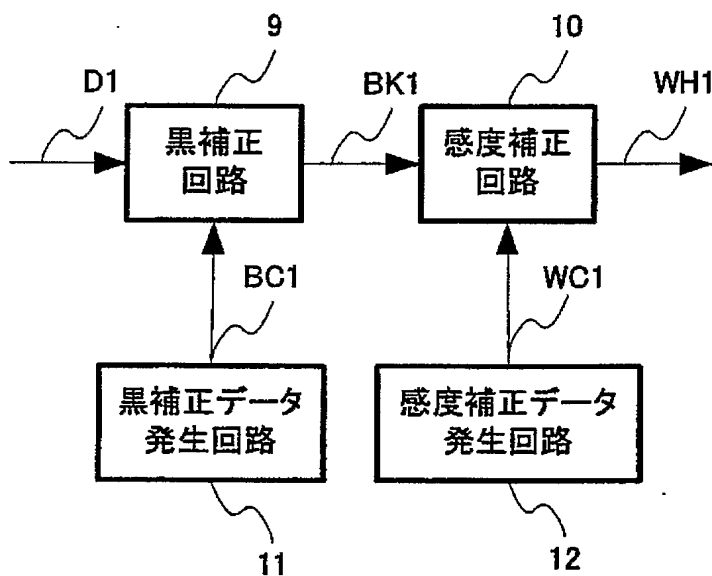 9
10
D1
BK1
WH1
黒補正
回路
感度補正
回路
BC1
WC1
黒補正データ
発生回路
感度補正データ
発生回路
11
12